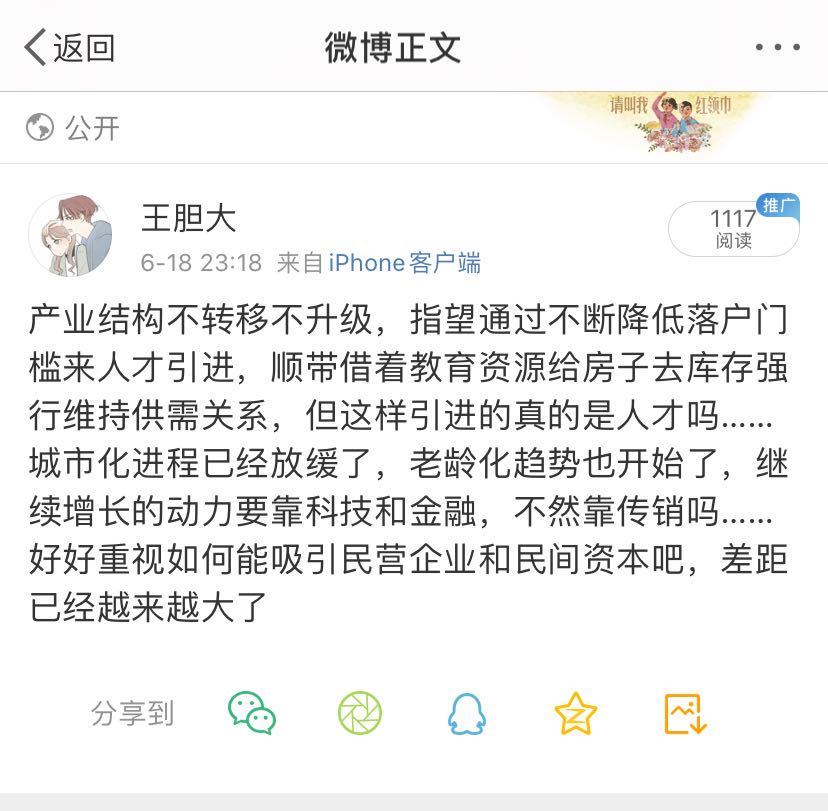 返回
微博正文
公开
请叫我 红领巾
王胆大
6-18 23:18 来自 iPhone客户端
推广
1117
阅读
产业结构不转移不升级，指望通过不断降低落户门
槛来人才引进，顺带借着教育资源给房子去库存强
行维持供需关系，但这样引进的真的是人才吗……
城市化进程已经放缓了，老龄化趋势也开始了，继
续增长的动力要靠科技和金融，不然靠传销吗……
好好重视如何能吸引民营企业和民间资本吧，差距
已经越来越大了
分享到